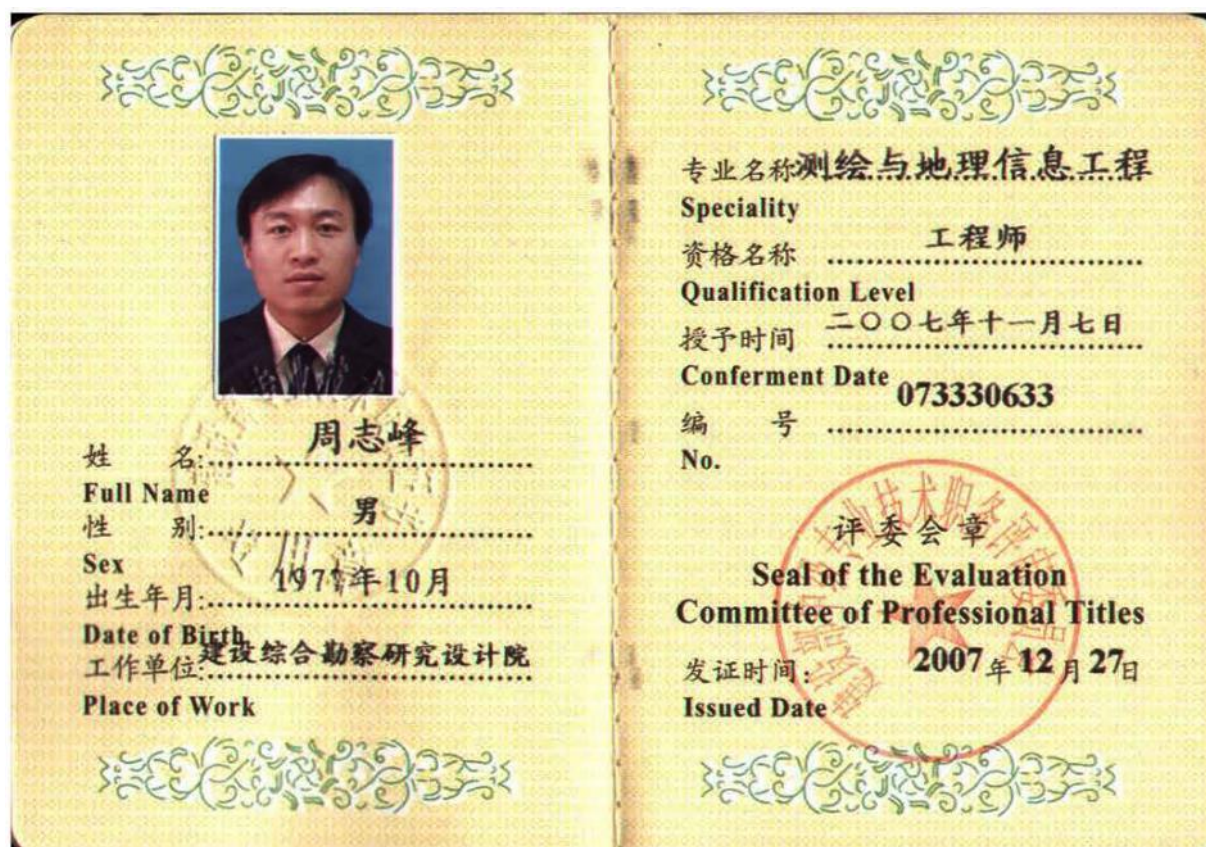 周志峰
姓 名:
Full Name
男
性 别:
Sex
1977年10月
出生年月:
Date of Birth
建设综合勘察研究设计院
工作单位:
Place of Work
专业名称 测绘与地理信息工程
Speciality
资格名称 工程师
Qualification Level
授予时间 二〇〇七年十一月七日
Conferment Date
073330633
编 号
No.
评委会章
Seal of the Evaluation
Committee of Professional Titles
发证时间: 2007年12月27日
Issued Date